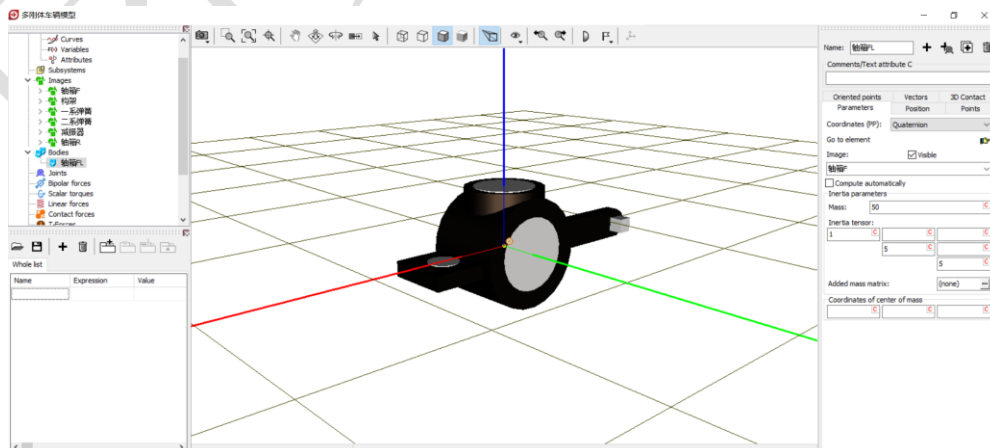 多刚体车辆模型
Curves
P(t) Variables
Attributes
Subsystems
Images
轴箱F
构架
一系弹簧
二系弹簧
减振器
轴箱R
Bodies
轴箱FL
Joints
Bipolar forces
Scalar torques
Linear forces
Contact forces
T-Forces
Whole list
Name Expression Value
Name: 轴箱FL
Comments/Text attribute C
Oriented points Vectors 3D Contact
Parameters Position Points
Coordinates (PP): Quaternion
Go to element
Image: Visible
轴箱F
Compute automatically
Inertia parameters
Mass: 50 C
Inertia tensor:
1 C C C
5 C C
5 C
Added mass matrix: (none) ...
Coordinates of center of mass
C C C